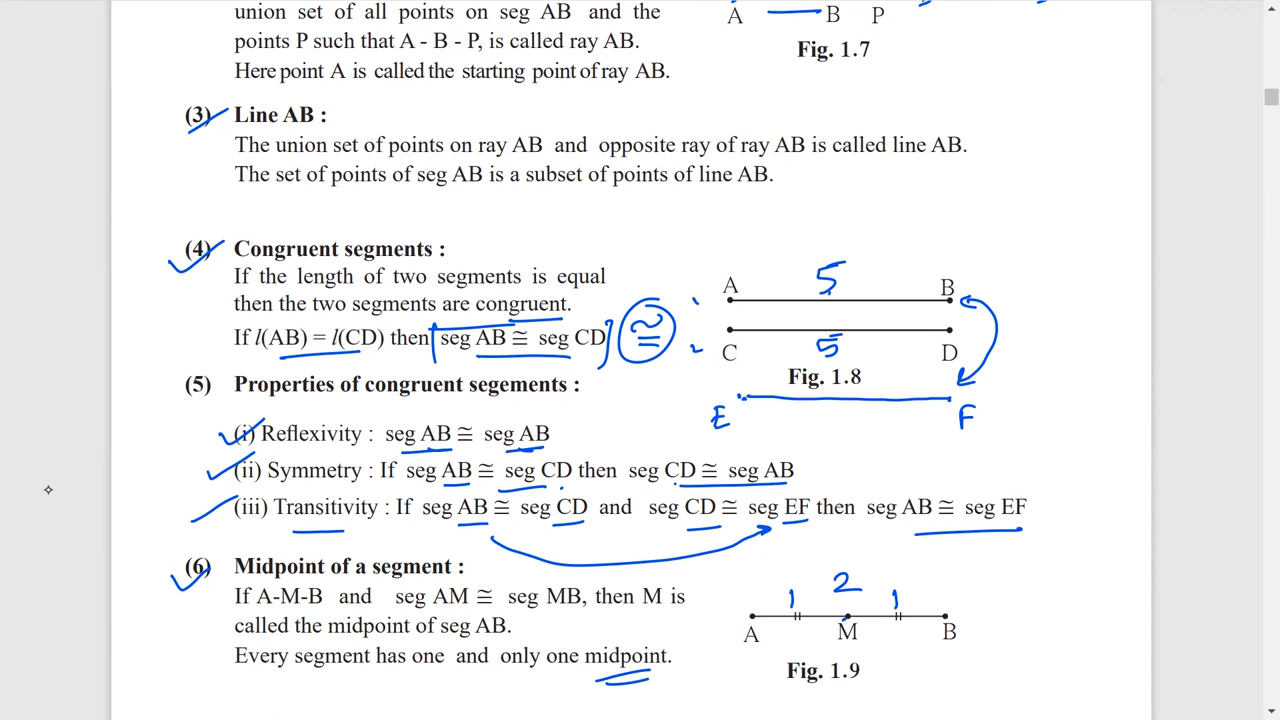 union set of all points on seg AB and the
points P such that A - B - P, is called ray AB.
Here point A is called the starting point of ray AB.
A B P
Fig. 1.7
(3) Line AB :
The union set of points on ray AB and opposite ray of ray AB is called line AB.
The set of points of seg AB is a subset of points of line AB.
(4) Congruent segments :
If the length of two segments is equal
then the two segments are congruent.
If l(AB) = l(CD) then seg AB ≅ seg CD
≅
A 5 B
C 5 D
Fig. 1.8
E F
(5) Properties of congruent segements :
(i) Reflexivity : seg AB ≅ seg AB
(ii) Symmetry : If seg AB ≅ seg CD then seg CD ≅ seg AB
(iii) Transitivity : If seg AB ≅ seg CD and seg CD ≅ seg EF then seg AB ≅ seg EF
(6) Midpoint of a segment :
If A-M-B and seg AM ≅ seg MB, then M is
called the midpoint of seg AB.
Every segment has one and only one midpoint.
1 2 1
A M B
Fig. 1.9